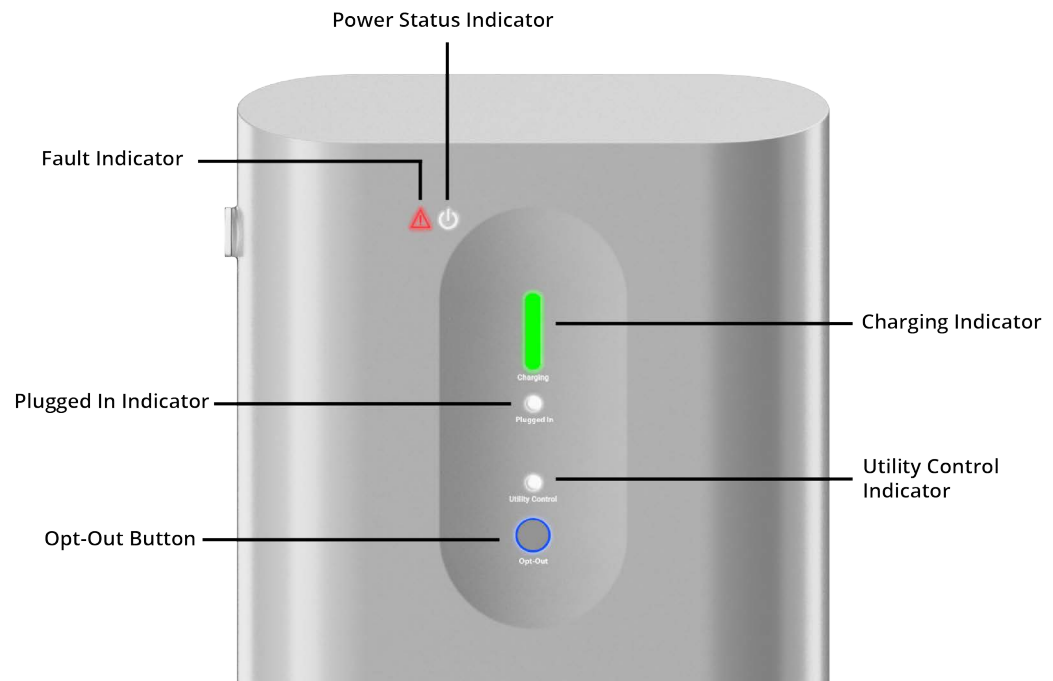 Power Status Indicator
Fault Indicator
Charging Indicator
Charging
Plugged In Indicator
Plugged In
Utility Control
Indicator
Utility Control
Opt-Out Button
Opt-Out